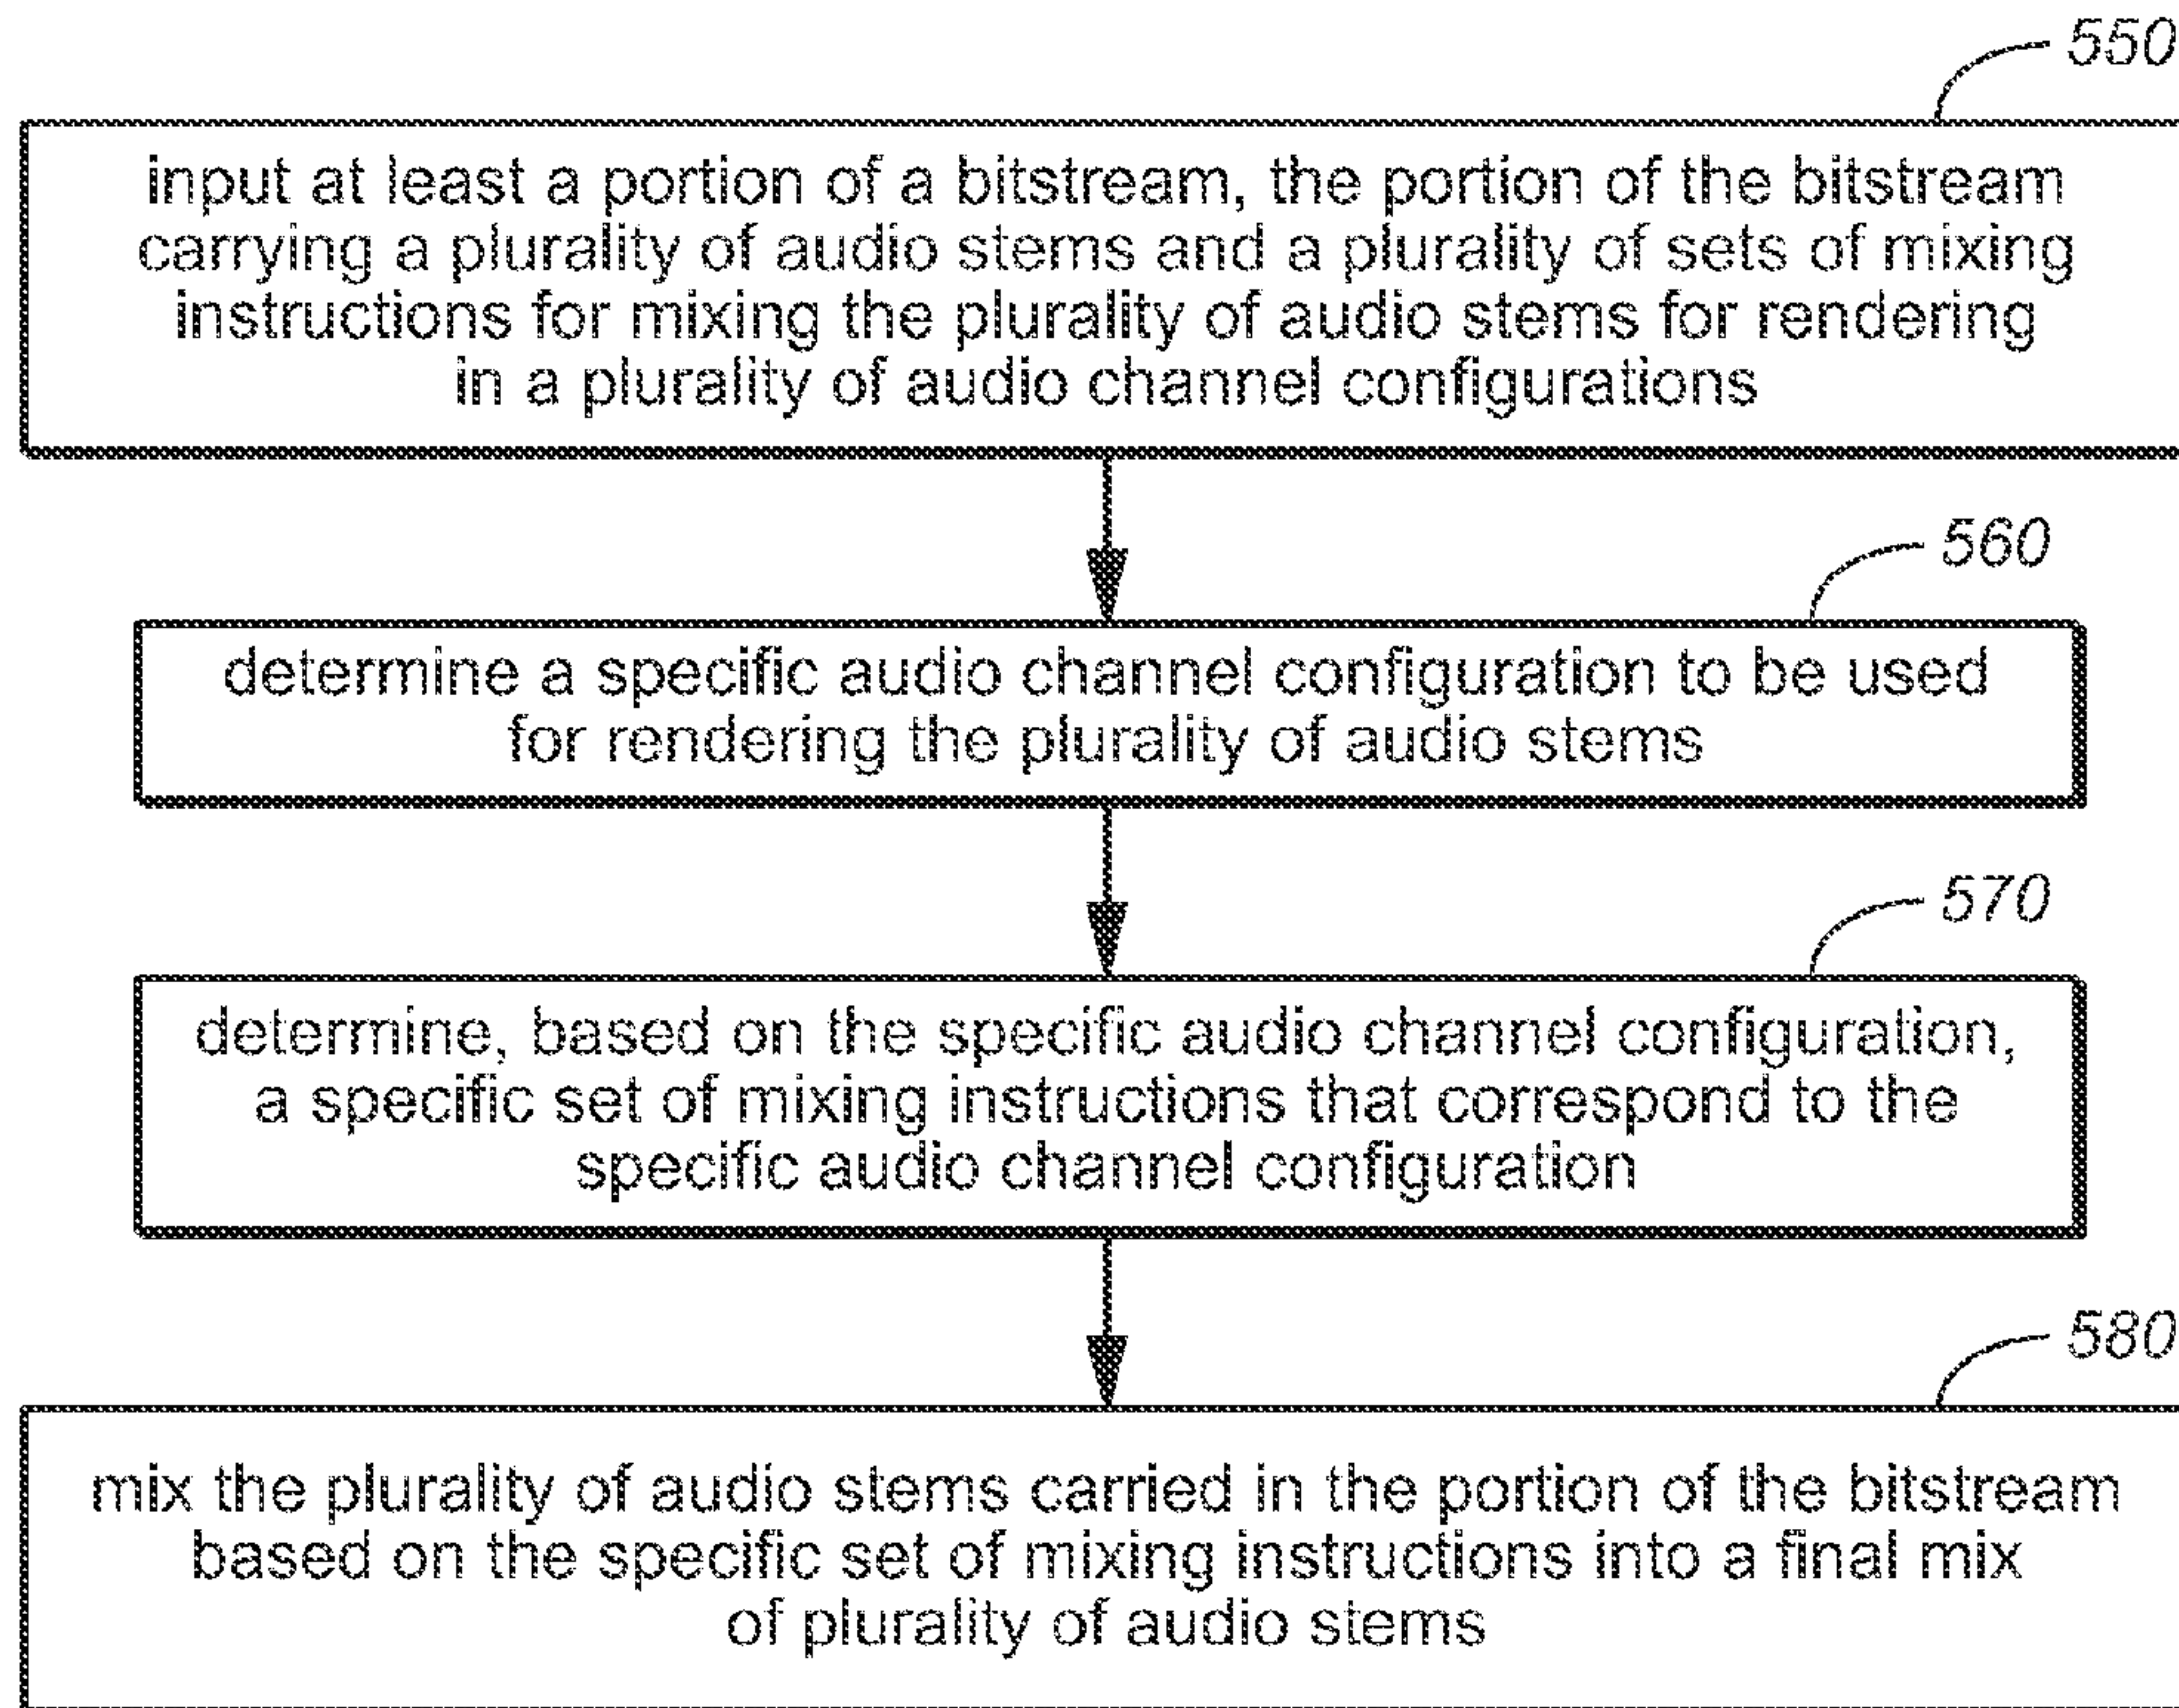 550
input at least a portion of a bitstream, the portion of the bitstream
carrying a plurality of audio stems and a plurality of sets of mixing
instructions for mixing the plurality of audio stems for rendering
in a plurality of audio channel configurations
560
determine a specific audio channel configuration to be used
for rendering the plurality of audio stems
570
determine, based on the specific audio channel configuration,
a specific set of mixing instructions that correspond to the
specific audio channel configuration
580
mix the plurality of audio stems carried in the portion of the bitstream
based on the specific set of mixing instructions into a final mix
of plurality of audio stems